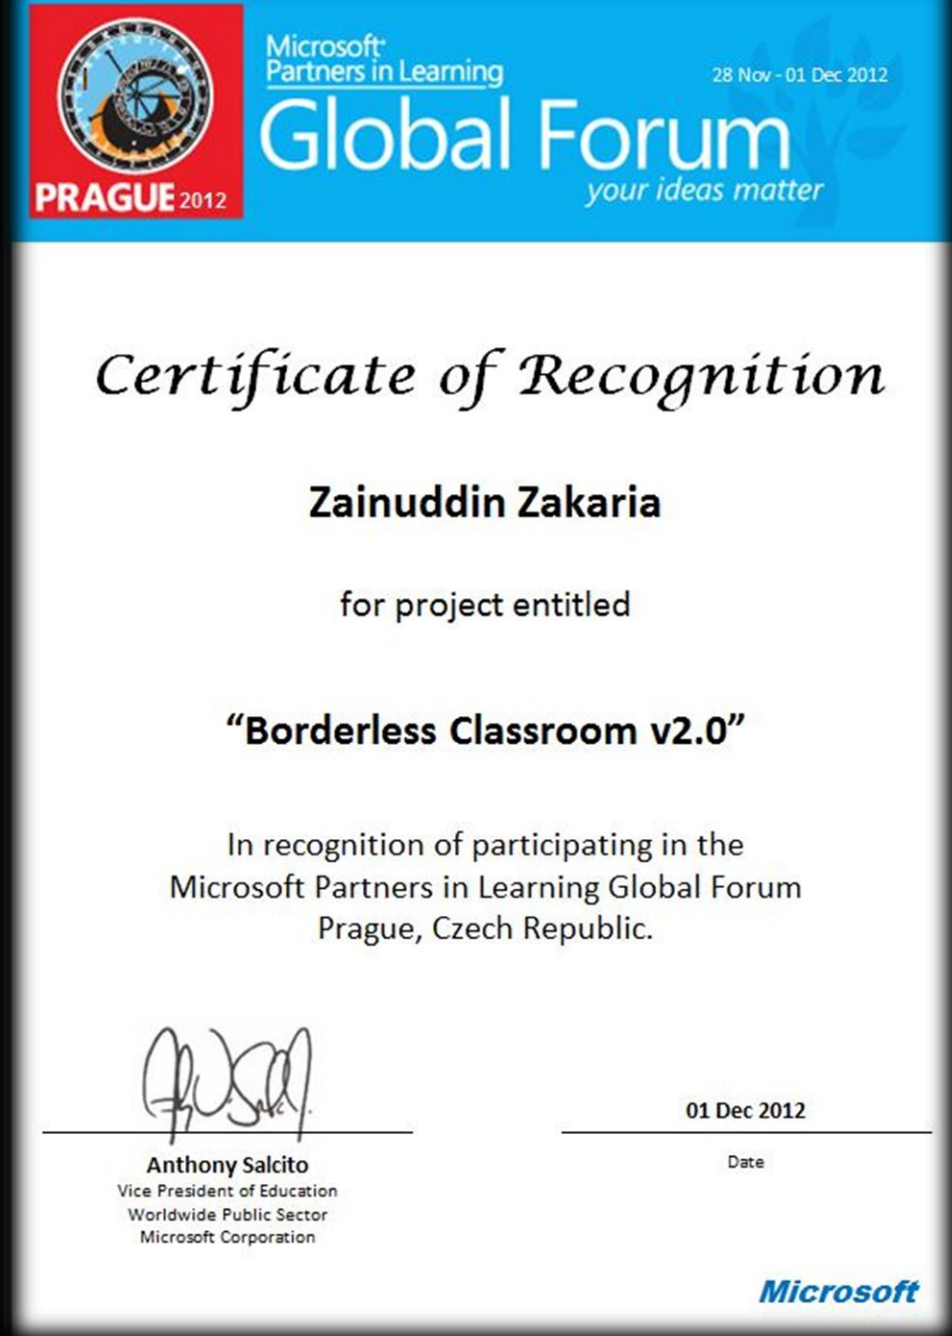 PRAGUE 2012
Microsoft®
Partners in Learning
Global Forum
your ideas matter
28 Nov - 01 Dec 2012
Certificate of Recognition
Zainuddin Zakaria
for project entitled
“Borderless Classroom v2.0”
In recognition of participating in the
Microsoft Partners in Learning Global Forum
Prague, Czech Republic.
Anthony Salcito
Vice President of Education
Worldwide Public Sector
Microsoft Corporation
01 Dec 2012
Date
Microsoft